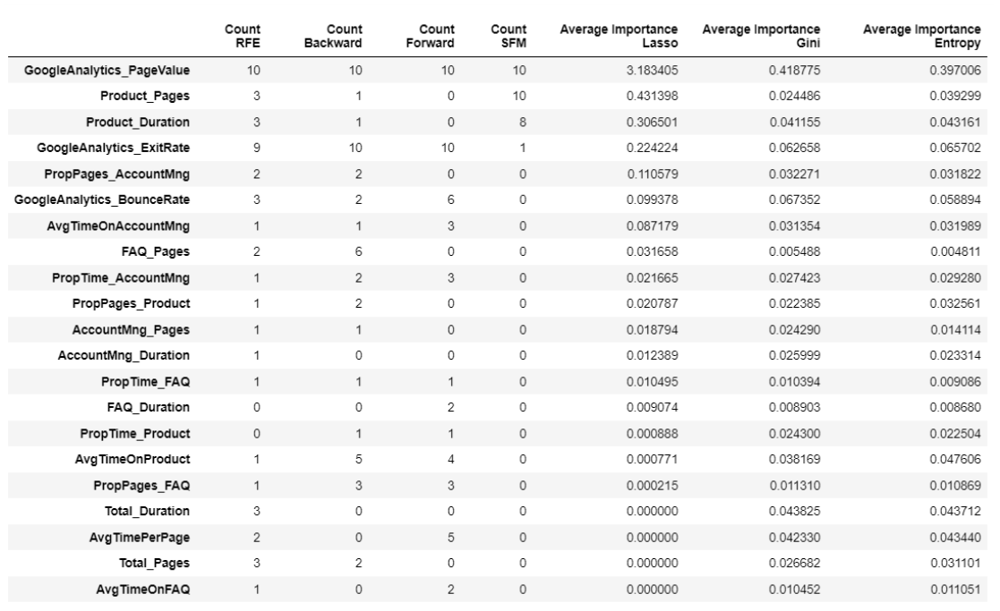 Count Count Count Count Average Importance Average Importance Average Importance
RFE Backward Forward SFM Lasso Gini Entropy
GoogleAnalytics_PageValue 10 10 10 10 3.183405 0.418775 0.397006
Product_Pages 3 1 0 10 0.431398 0.024486 0.039299
Product_Duration 3 1 0 8 0.306501 0.041155 0.043161
GoogleAnalytics_ExitRate 9 10 10 1 0.224224 0.062658 0.065702
PropPages_AccountMng 2 2 0 0 0.110579 0.032271 0.031822
GoogleAnalytics_BounceRate 3 2 6 0 0.099378 0.067352 0.058894
AvgTimeOnAccountMng 1 1 3 0 0.087179 0.031354 0.031989
FAQ_Pages 2 6 0 0 0.031658 0.005488 0.004811
PropTime_AccountMng 1 2 3 0 0.021665 0.027423 0.029280
PropPages_Product 1 2 0 0 0.020787 0.022385 0.032561
AccountMng_Pages 1 1 0 0 0.018794 0.024290 0.014114
AccountMng_Duration 1 0 0 0 0.012389 0.025999 0.023314
PropTime_FAQ 1 1 1 0 0.010495 0.010394 0.009086
FAQ_Duration 0 0 2 0 0.009074 0.008903 0.008680
PropTime_Product 0 1 1 0 0.000888 0.024300 0.022504
AvgTimeOnProduct 1 5 4 0 0.000771 0.038169 0.047606
PropPages_FAQ 1 3 3 0 0.000215 0.011310 0.010869
Total_Duration 3 0 0 0 0.000000 0.043825 0.043712
AvgTimePerPage 2 0 5 0 0.000000 0.042330 0.043440
Total_Pages 3 2 0 0 0.000000 0.026682 0.031101
AvgTimeOnFAQ 1 0 2 0 0.000000 0.010452 0.011051